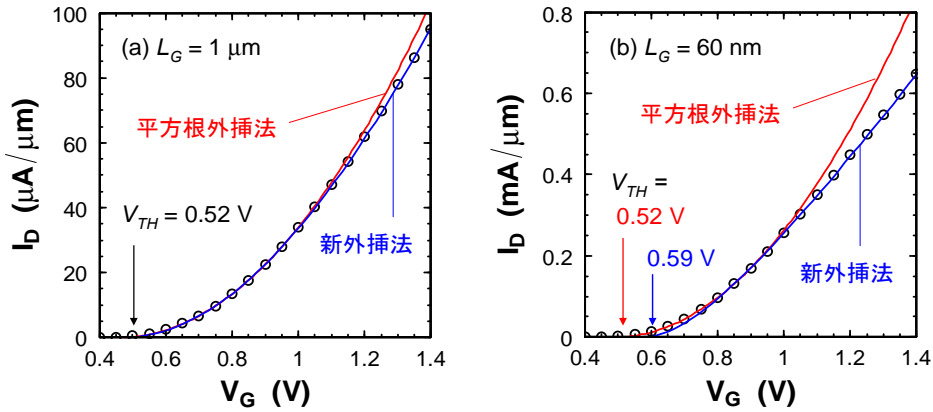 (a) L_G = 1 μm
平方根外挿法
V_TH = 0.52 V
新外挿法
I_D (μA/μm)
100
80
60
40
20
0
0.4 0.6 0.8 1 1.2 1.4
V_G (V)
(b) L_G = 60 nm
平方根外挿法
V_TH =
0.52 V
0.59 V
新外挿法
I_D (mA/μm)
0.8
0.6
0.4
0.2
0
0.4 0.6 0.8 1 1.2 1.4
V_G (V)